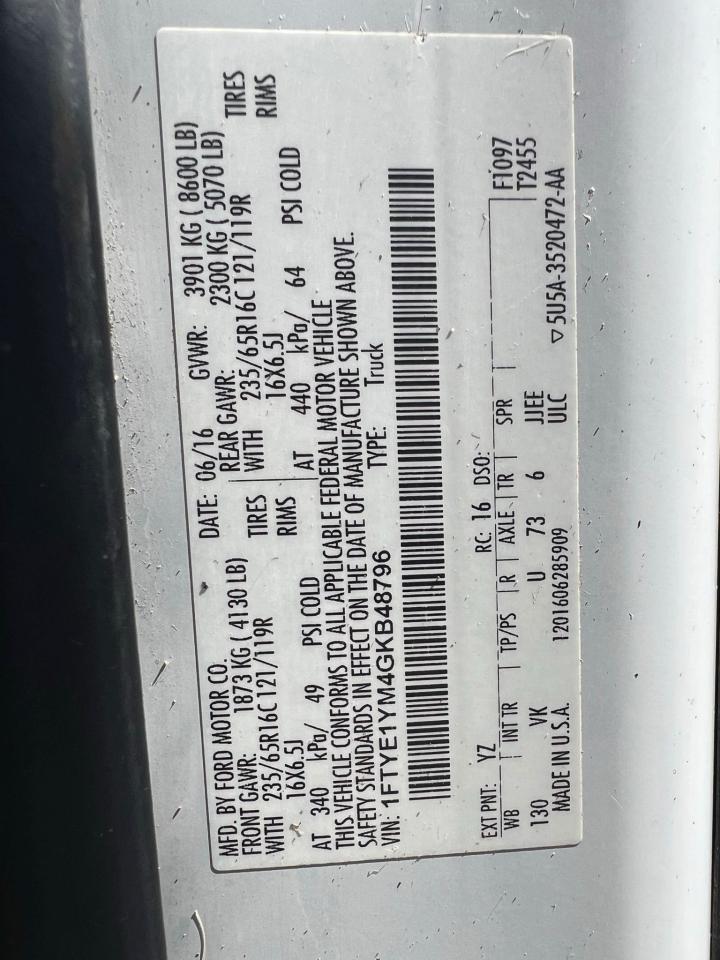 MFD. BY FORD MOTOR CO. DATE: 06/16 GVWR: 3901 KG ( 8600 LB)
FRONT GAWR: 1873 KG ( 4130 LB) REAR GAWR: 2300 KG ( 5070 LB)
WITH 235/65R16C 121/119R TIRES WITH 235/65R16C 121/119R TIRES
16X6.5J RIMS 16X6.5J RIMS
AT 340 kPa/ 49 PSI COLD AT 440 kPa/ 64 PSI COLD
THIS VEHICLE CONFORMS TO ALL APPLICABLE FEDERAL MOTOR VEHICLE
SAFETY STANDARDS IN EFFECT ON THE DATE OF MANUFACTURE SHOWN ABOVE.
VIN: 1FTYE1YM4GKB48796 TYPE: Truck
EXT PNT: YZ RC: 16 DSO: F1097
WB INT TR TP/PS R AXLE TR SPR T2455
130 VK U 73 6 JJEE
MADE IN U.S.A. 1201606285909 ULC ▽ 5U5A-3520472-AA